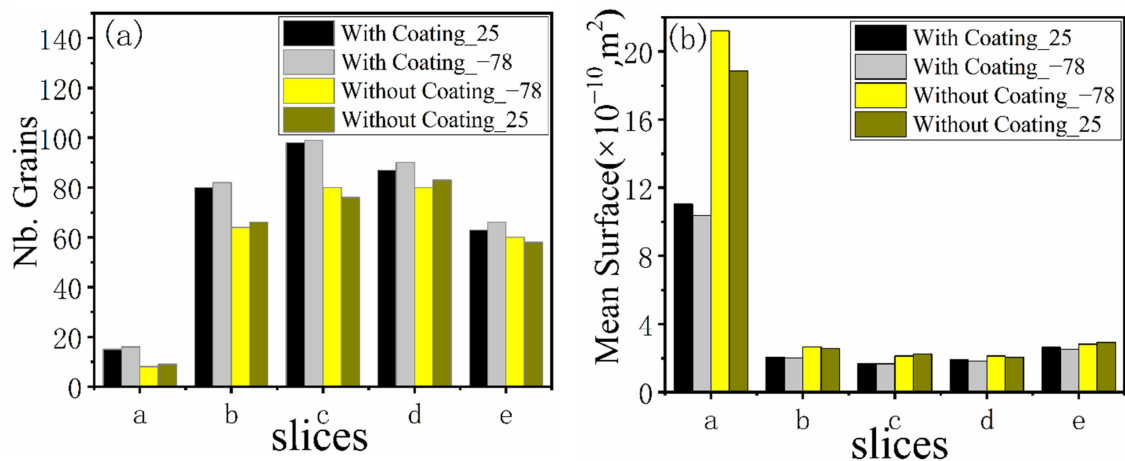 (a)
With Coating_25
With Coating_−78
Without Coating_−78
Without Coating_25
140
120
100
80
60
40
20
0
Nb. Grains
a b c d e
slices
(b)
With Coating_25
With Coating_−78
Without Coating_−78
Without Coating_25
20
16
12
8
4
0
Mean Surface(×10⁻¹⁰,m²)
a b c d e
slices